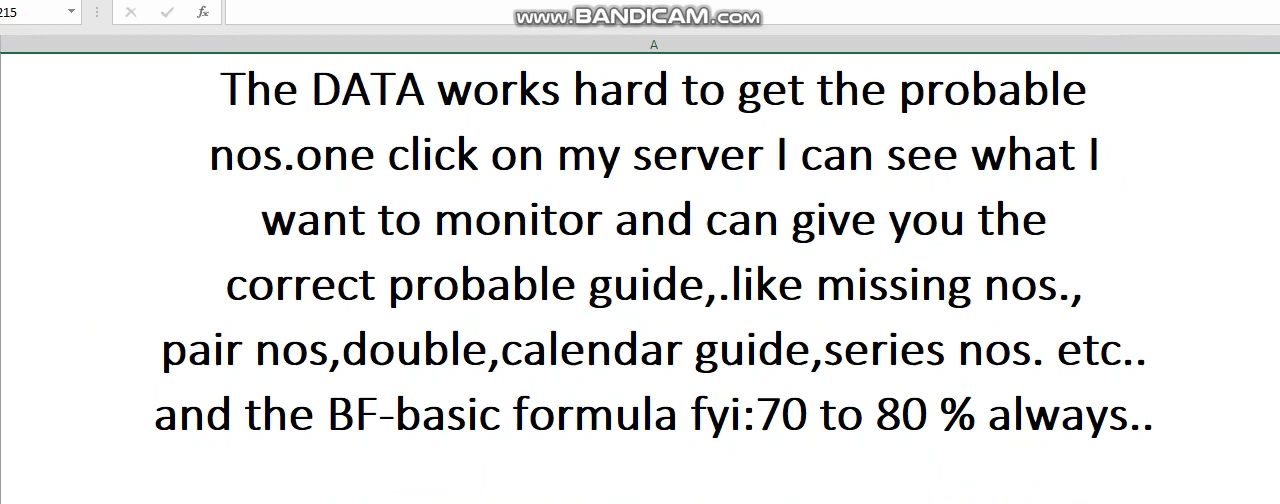 215
fx
www.BANDICAM.com
A
The DATA works hard to get the probable
nos.one click on my server I can see what I
want to monitor and can give you the
correct probable guide,.like missing nos.,
pair nos,double,calendar guide,series nos. etc..
and the BF-basic formula fyi:70 to 80 % always..